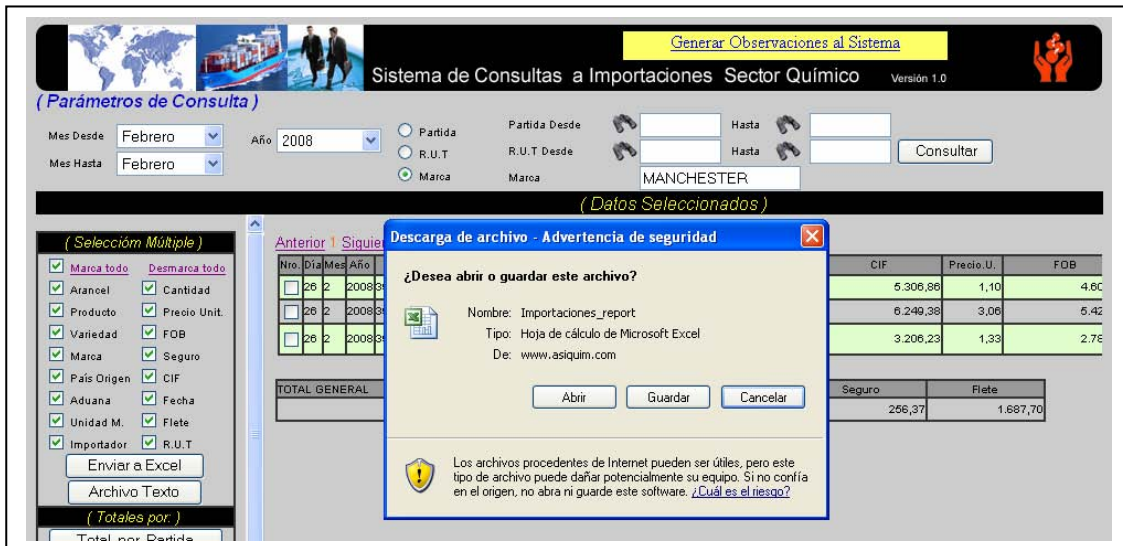 Generar Observaciones al Sistema
Sistema de Consultas a Importaciones Sector Químico Versión 1.0
( Parámetros de Consulta )
Mes Desde Febrero Año 2008 Partida Partida Desde Hasta
Mes Hasta Febrero R.U.T R.U.T Desde Hasta Consultar
Marca Marca MANCHESTER
( Datos Seleccionados )
( Seleccióm Múltiple )
Marca todo Desmarca todo
Arancel Cantidad
Producto Precio Unit.
Variedad FOB
Marca Seguro
País Origen CIF
Aduana Fecha
Unidad M. Flete
Importador R.U.T
Enviar a Excel
Archivo Texto
( Totales por: )
Total por Partida
Anterior 1
Nro. Día Mes Año CIF Precio.U. FOB
26 2 2008 5.306,86 1,10
26 2 2008 6.249,38 3,06
26 2 2008 3.206,23 1,33
TOTAL GENERAL Seguro Flete
256,37 1.687,70
Descarga de archivo - Advertencia de seguridad
¿Desea abrir o guardar este archivo?
Nombre: Importaciones_report
Tipo: Hoja de cálculo de Microsoft Excel
De: www.asiquim.com
Abrir Guardar Cancelar
Los archivos procedentes de Internet pueden ser útiles, pero este
tipo de archivo puede dañar potencialmente su equipo. Si no confía
en el origen, no abra ni guarde este software. ¿Cuál es el riesgo?